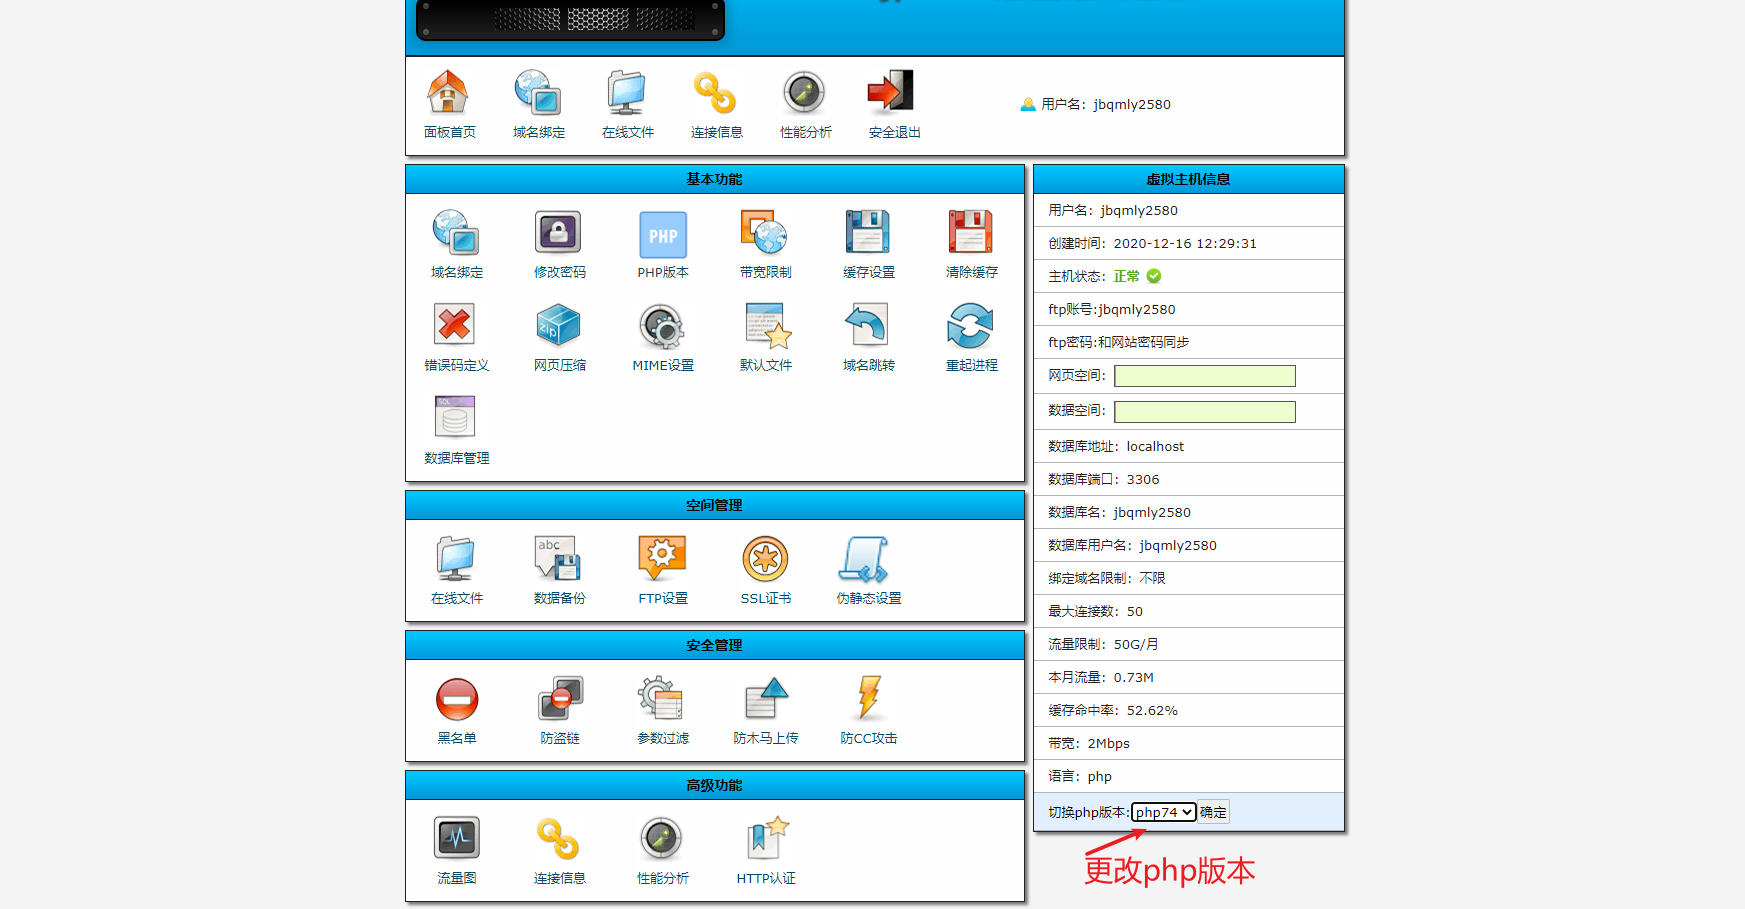 面板首页
域名绑定
在线文件
连接信息
性能分析
安全退出
用户名：jbqmly2580
基本功能
域名绑定
修改密码
PHP
PHP版本
带宽限制
缓存设置
清除缓存
错误码定义
zip
网页压缩
MIME设置
默认文件
域名跳转
重起进程
SQL
数据库管理
空间管理
在线文件
abc
数据备份
FTP设置
SSL证书
伪静态设置
安全管理
黑名单
防盗链
参数过滤
防木马上传
防CC攻击
高级功能
流量图
连接信息
性能分析
HTTP认证
虚拟主机信息
用户名：jbqmly2580
创建时间：2020-12-16 12:29:31
主机状态：正常
ftp账号:jbqmly2580
ftp密码:和网站密码同步
网页空间：
数据空间：
数据库地址：localhost
数据库端口：3306
数据库名：jbqmly2580
数据库用户名：jbqmly2580
绑定域名限制：不限
最大连接数：50
流量限制：50G/月
本月流量：0.73M
缓存命中率：52.62%
带宽：2Mbps
语言：php
切换php版本:php74 确定
更改php版本